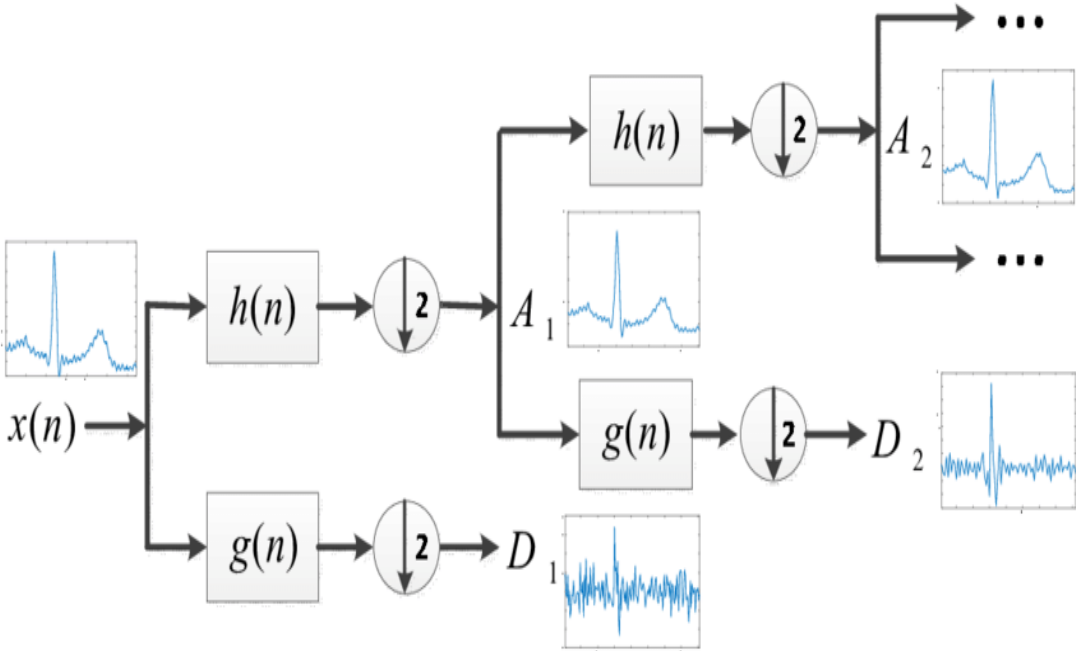 ...
h(n) 2 A 2
...
h(n) 2 A 1
x(n)
g(n) 2 D 2
g(n) 2 D 1